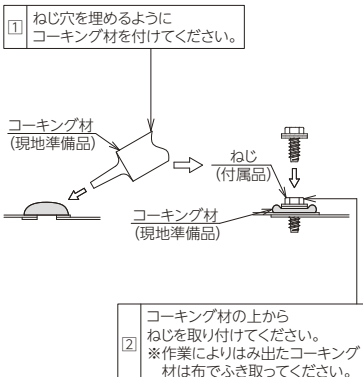 1 ねじ穴を埋めるように
コーキング材を付けてください。
コーキング材
(現地準備品)
ねじ
(付属品)
コーキング材
(現地準備品)
2 コーキング材の上から
ねじを取り付けてください。
※作業によりはみ出たコーキング
材は布でふき取ってください。